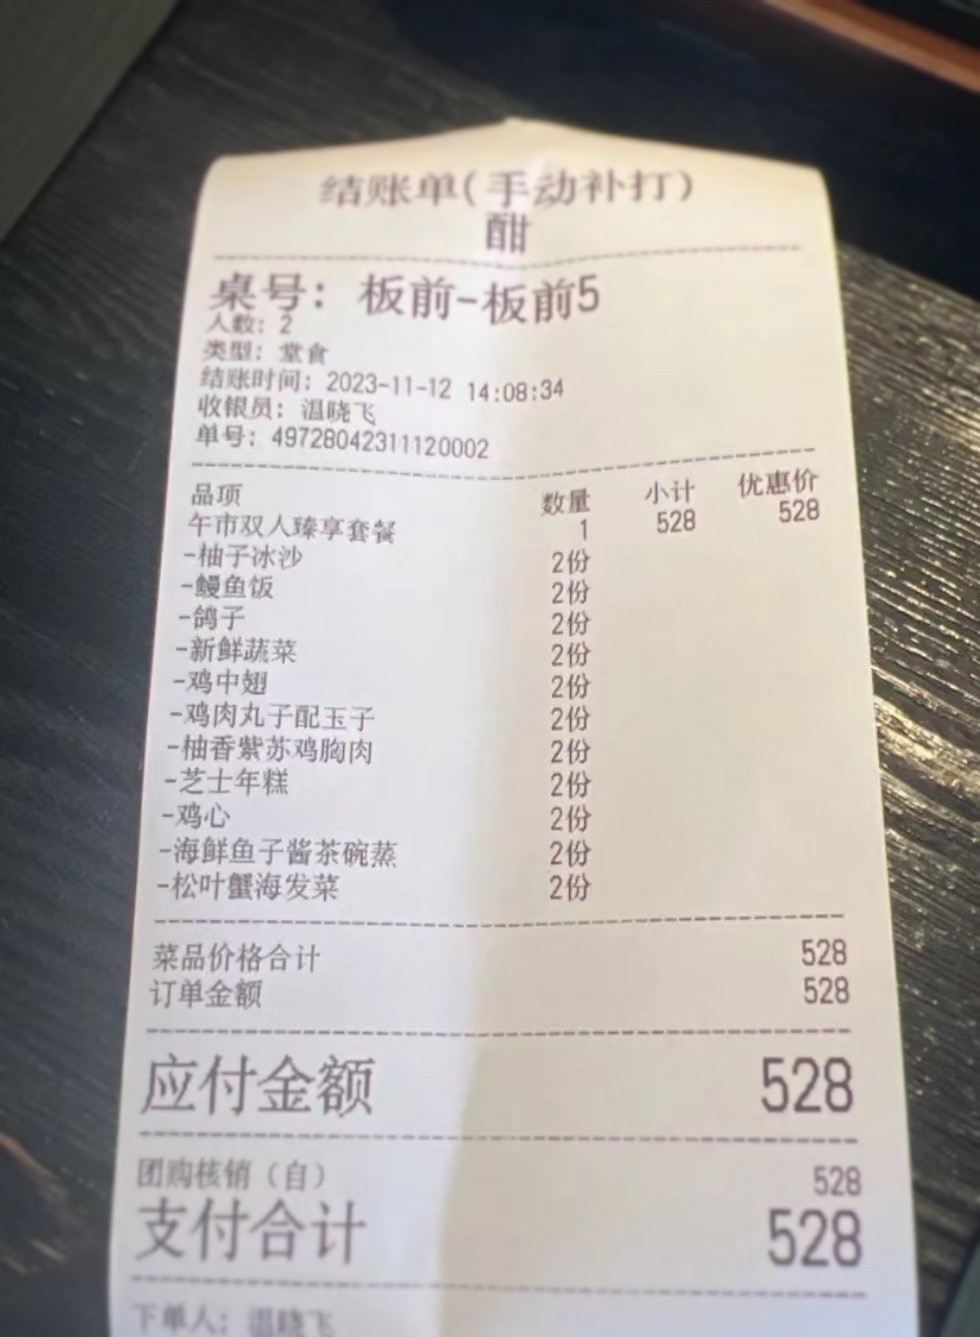 结账单(手动补打)
酣
桌号: 板前-板前5
人数: 2
类型: 堂食
结账时间: 2023-11-12 14:08:34
收银员: 温晓飞
单号: 49728042311120002
品项 数量 小计 优惠价
午市双人臻享套餐 1 528 528
-柚子冰沙 2份
-鳗鱼饭 2份
-鸽子 2份
-新鲜蔬菜 2份
-鸡中翅 2份
-鸡肉丸子配玉子 2份
-柚香紫苏鸡胸肉 2份
-芝士年糕 2份
-鸡心 2份
-海鲜鱼子酱茶碗蒸 2份
-松叶蟹海发菜 2份
菜品价格合计 528
订单金额 528
应付金额 528
团购核销（自） 528
支付合计 528
下单人: 温晓飞